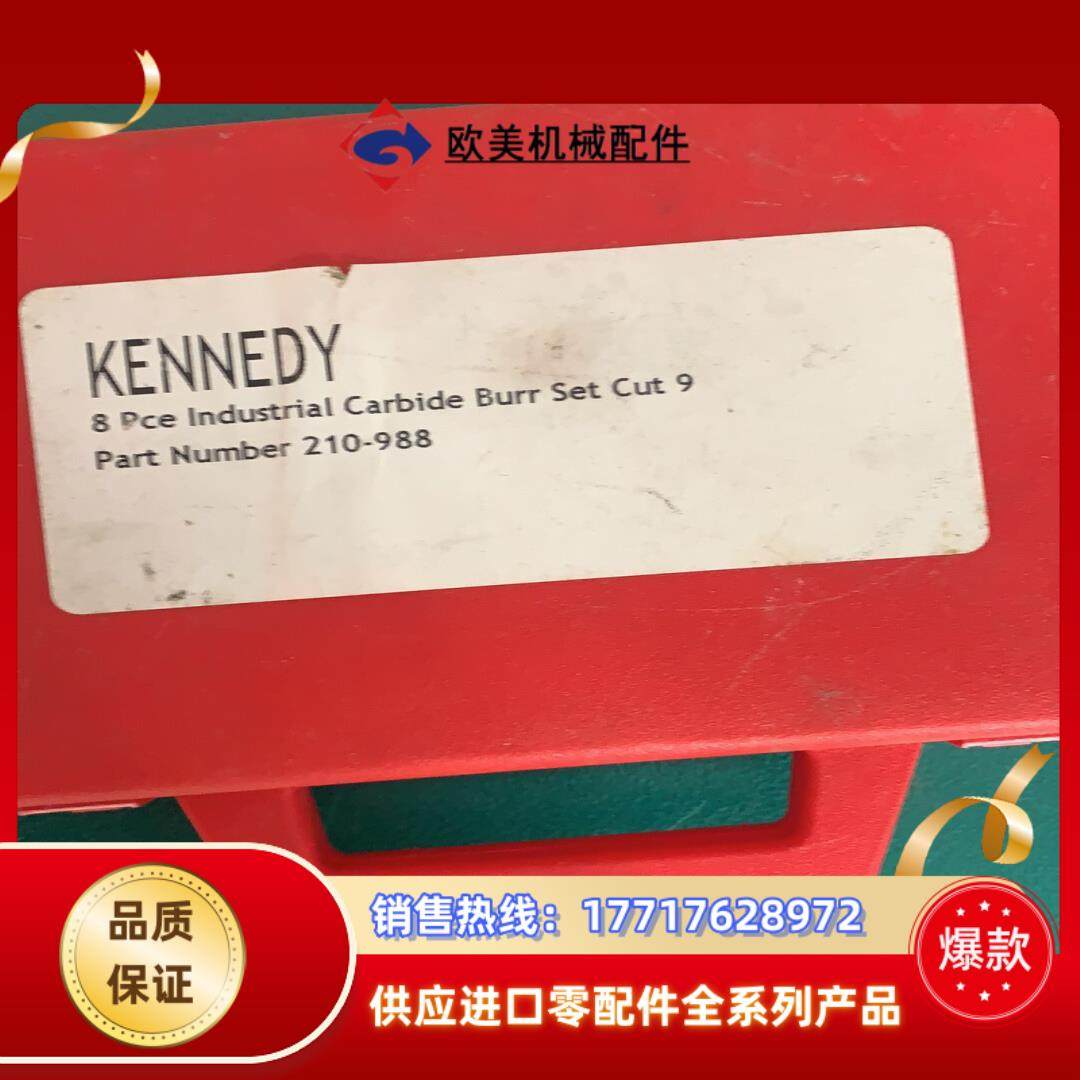 欧美机械配件
KENNEDY
8 Pce Industrial Carbide Burr Set Cut 9
Part Number 210-988
品质
保证
销售热线：17717628972
爆款
供应进口零配件全系列产品